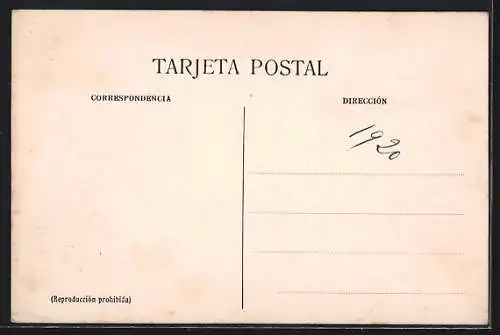 TARJETA POSTAL
CORRESPONDENCIA
DIRECCIÓN
1920
(Reproducción prohibida)